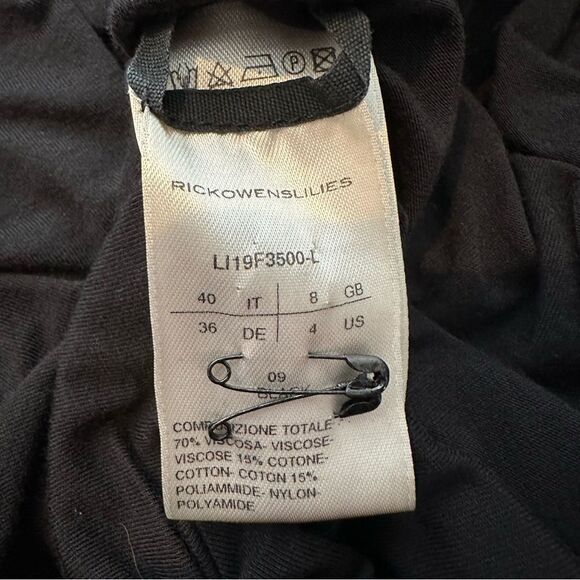 RICKOWENSLILIES
LI19F3500-L
40 IT 8 GB
36 DE 4 US
09
BLACK
COMPOSIZIONE TOTALE
70% VISCOSA- VISCOSE-
VISCOSE 15% COTONE-
COTTON- COTON 15%
POLIAMMIDE- NYLON-
POLYAMIDE